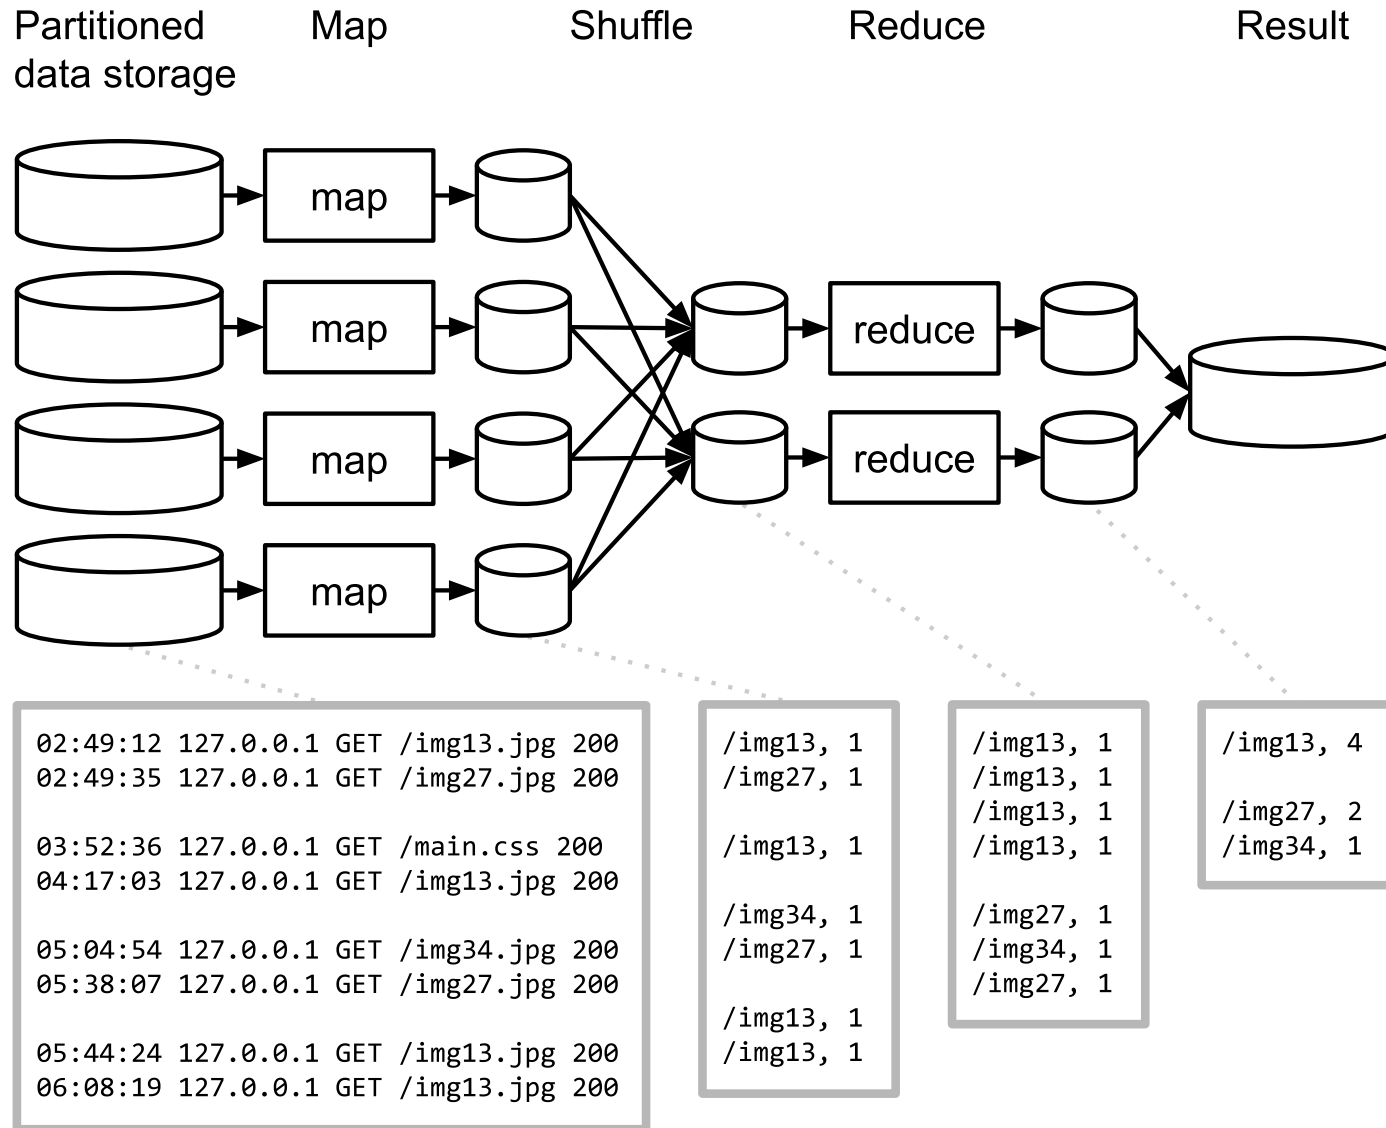 Partitioned
data storage
Map
Shuffle
Reduce
Result
map
map
map
map
reduce
reduce
02:49:12 127.0.0.1 GET /img13.jpg 200
02:49:35 127.0.0.1 GET /img27.jpg 200
03:52:36 127.0.0.1 GET /main.css 200
04:17:03 127.0.0.1 GET /img13.jpg 200
05:04:54 127.0.0.1 GET /img34.jpg 200
05:38:07 127.0.0.1 GET /img27.jpg 200
05:44:24 127.0.0.1 GET /img13.jpg 200
06:08:19 127.0.0.1 GET /img13.jpg 200
/img13, 1
/img27, 1
/img13, 1
/img34, 1
/img27, 1
/img13, 1
/img13, 1
/img13, 1
/img13, 1
/img13, 1
/img13, 1
/img27, 1
/img34, 1
/img27, 1
/img13, 4
/img27, 2
/img34, 1